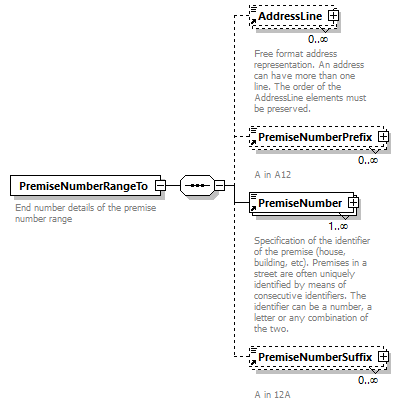 AddressLine
0..∞
Free format address
representation. An address
can have more than one
line. The order of the
AddressLine elements must
be preserved.
PremiseNumberPrefix
0..∞
A in A12
PremiseNumberRangeTo
End number details of the premise
number range
PremiseNumber
1..∞
Specification of the identifier
of the premise (house,
building, etc). Premises in a
street are often uniquely
identified by means of
consecutive identifiers. The
identifier can be a number, a
letter or any combination of
the two.
PremiseNumberSuffix
0..∞
A in 12A